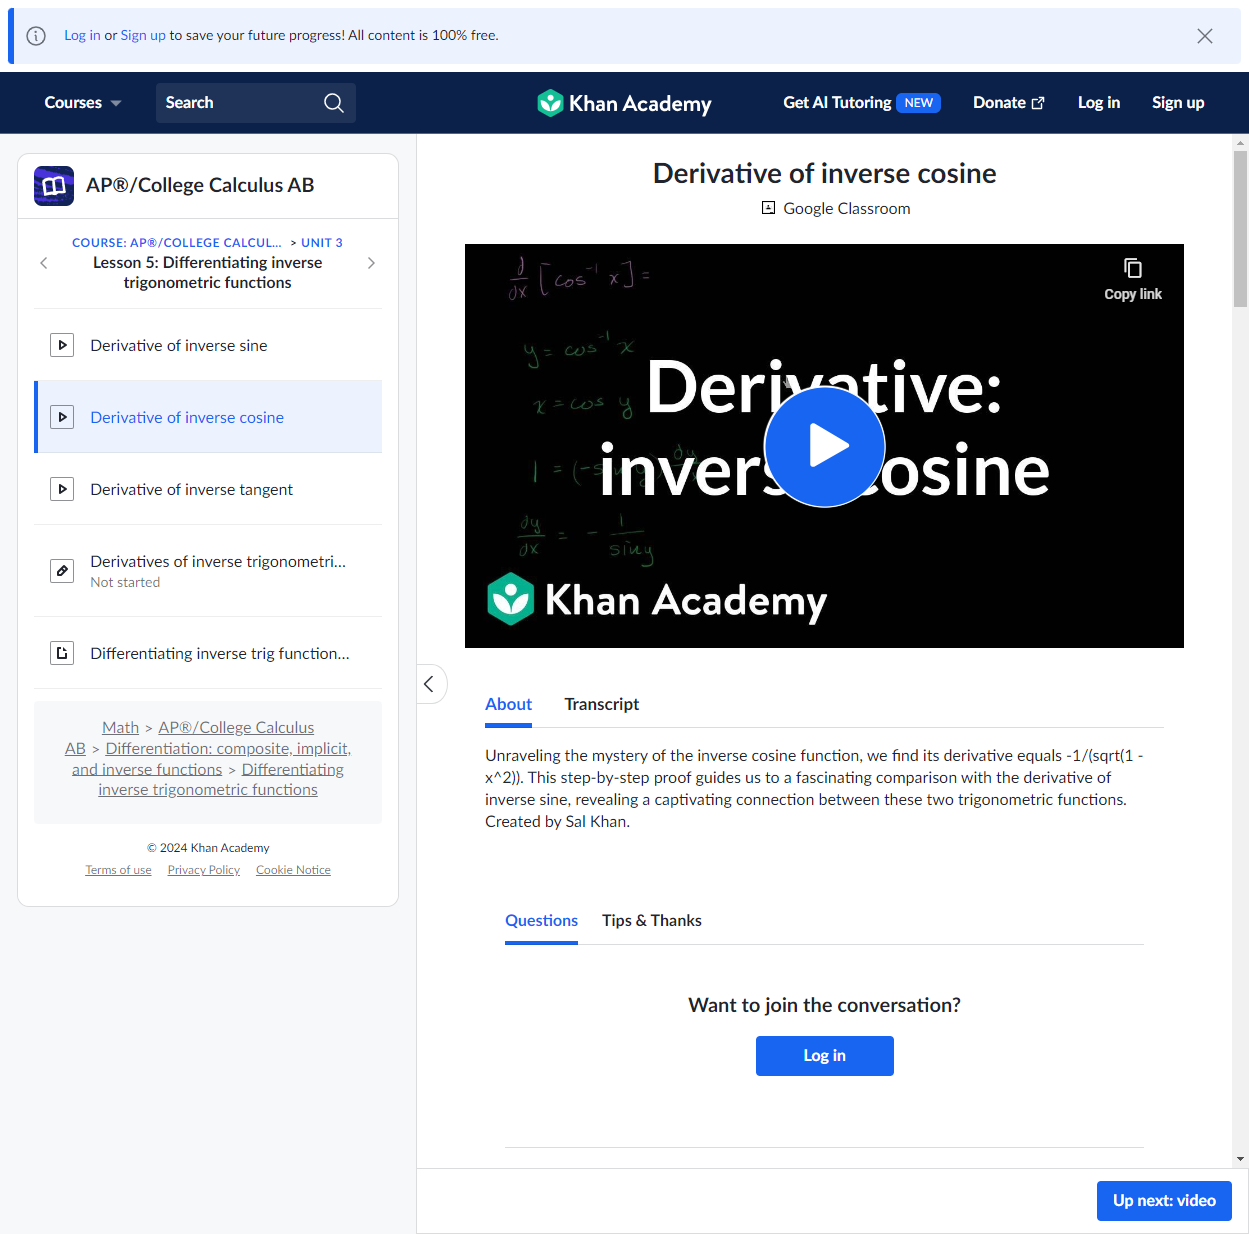 Log in or Sign up to save your future progress! All content is 100% free.
Courses
Search
Khan Academy
Get AI Tutoring NEW
Donate
Log in
Sign up
AP®/College Calculus AB
COURSE: AP®/COLLEGE CALCUL... > UNIT 3
Lesson 5: Differentiating inverse
trigonometric functions
Derivative of inverse sine
Derivative of inverse cosine
Derivative of inverse tangent
Derivatives of inverse trigonometri...
Not started
Differentiating inverse trig function...
Math > AP®/College Calculus
AB > Differentiation: composite, implicit,
and inverse functions > Differentiating
inverse trigonometric functions
© 2024 Khan Academy
Terms of use Privacy Policy Cookie Notice
Derivative of inverse cosine
Google Classroom
d/dx [cos⁻¹ x] =
Copy link
y = cos⁻¹ x
x = cos y
Derivative:
inverse cosine
dy/dx = - 1/sin y
Khan Academy
About Transcript
Unraveling the mystery of the inverse cosine function, we find its derivative equals -1/(sqrt(1 -
x^2)). This step-by-step proof guides us to a fascinating comparison with the derivative of
inverse sine, revealing a captivating connection between these two trigonometric functions.
Created by Sal Khan.
Questions Tips & Thanks
Want to join the conversation?
Log in
Up next: video